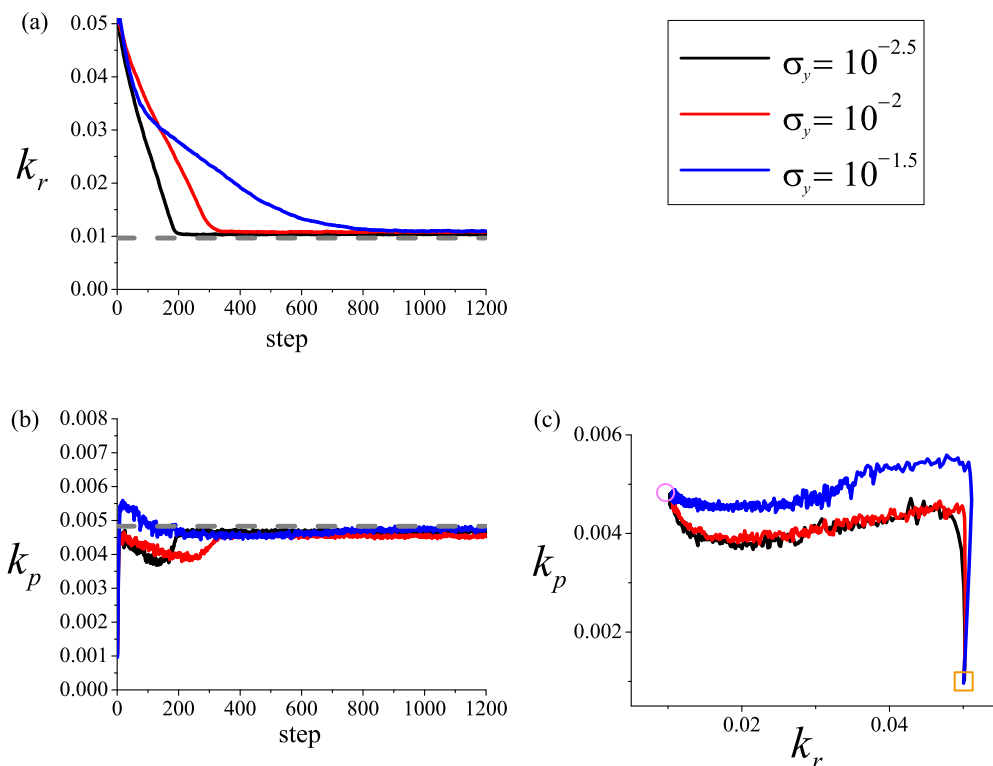 (a)
0.05
0.04
0.03
0.02
0.01
0.00
k_r
0 200 400 600 800 1000 1200
step
σ_y = 10^{-2.5}
σ_y = 10^{-2}
σ_y = 10^{-1.5}
(b)
0.008
0.007
0.006
0.005
0.004
0.003
0.002
0.001
0.000
k_p
0 200 400 600 800 1000 1200
step
(c)
0.006
0.004
0.002
k_p
0.02 0.04
k_r